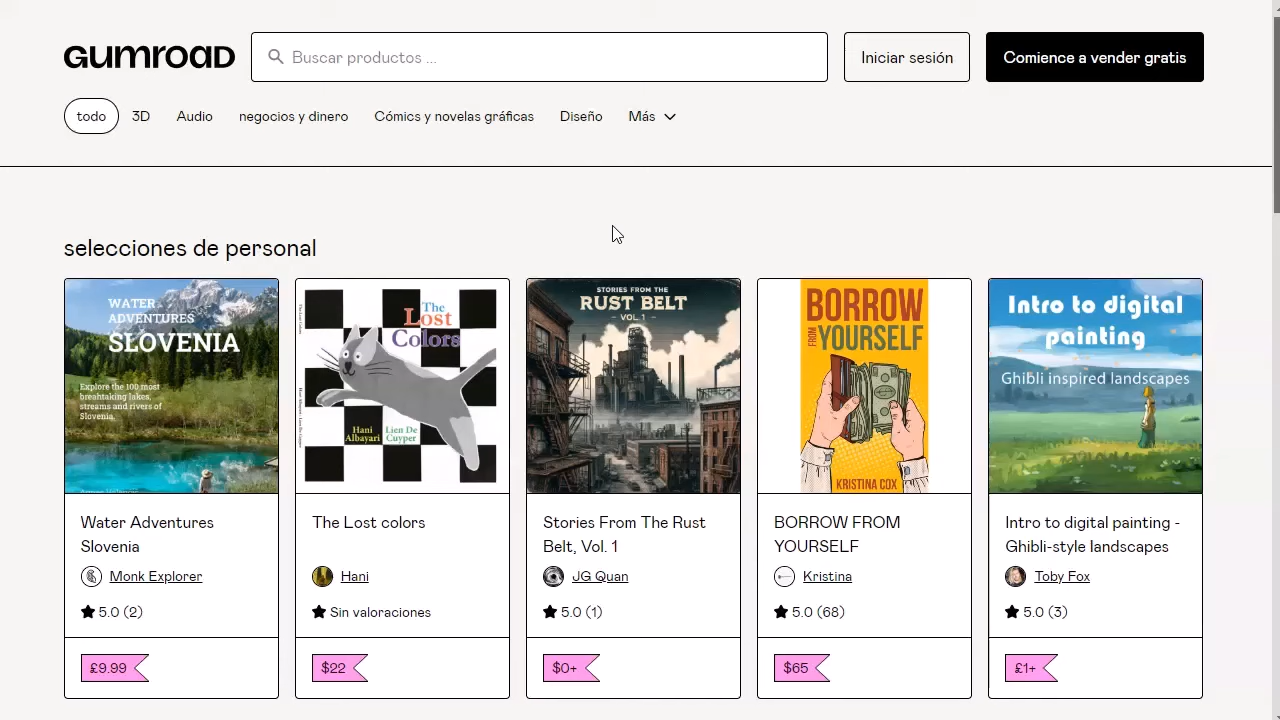 GUMROAD
Buscar productos ...
Iniciar sesión
Comience a vender gratis
todo
3D
Audio
negocios y dinero
Cómics y novelas gráficas
Diseño
Más
selecciones de personal
WATER
ADVENTURES
SLOVENIA
Explore the 100 most
breahtaking lakes,
streams and rivers of
Slovenia.
Water Adventures
Slovenia
Monk Explorer
5.0 (2)
£9.99
The
Lost
Colors
Hani
Albayari
Lien De
Cuyper
The Lost colors
Hani
Sin valoraciones
$22
STORIES FROM THE
RUST BELT
- VOL. 1 -
Stories From The Rust
Belt, Vol. 1
JG Quan
5.0 (1)
$0+
BORROW
FROM
YOURSELF
KRISTINA COX
BORROW FROM
YOURSELF
Kristina
5.0 (68)
$65
Intro to digital
painting
Ghibli inspired landscapes
Intro to digital painting -
Ghibli-style landscapes
Toby Fox
5.0 (3)
£1+